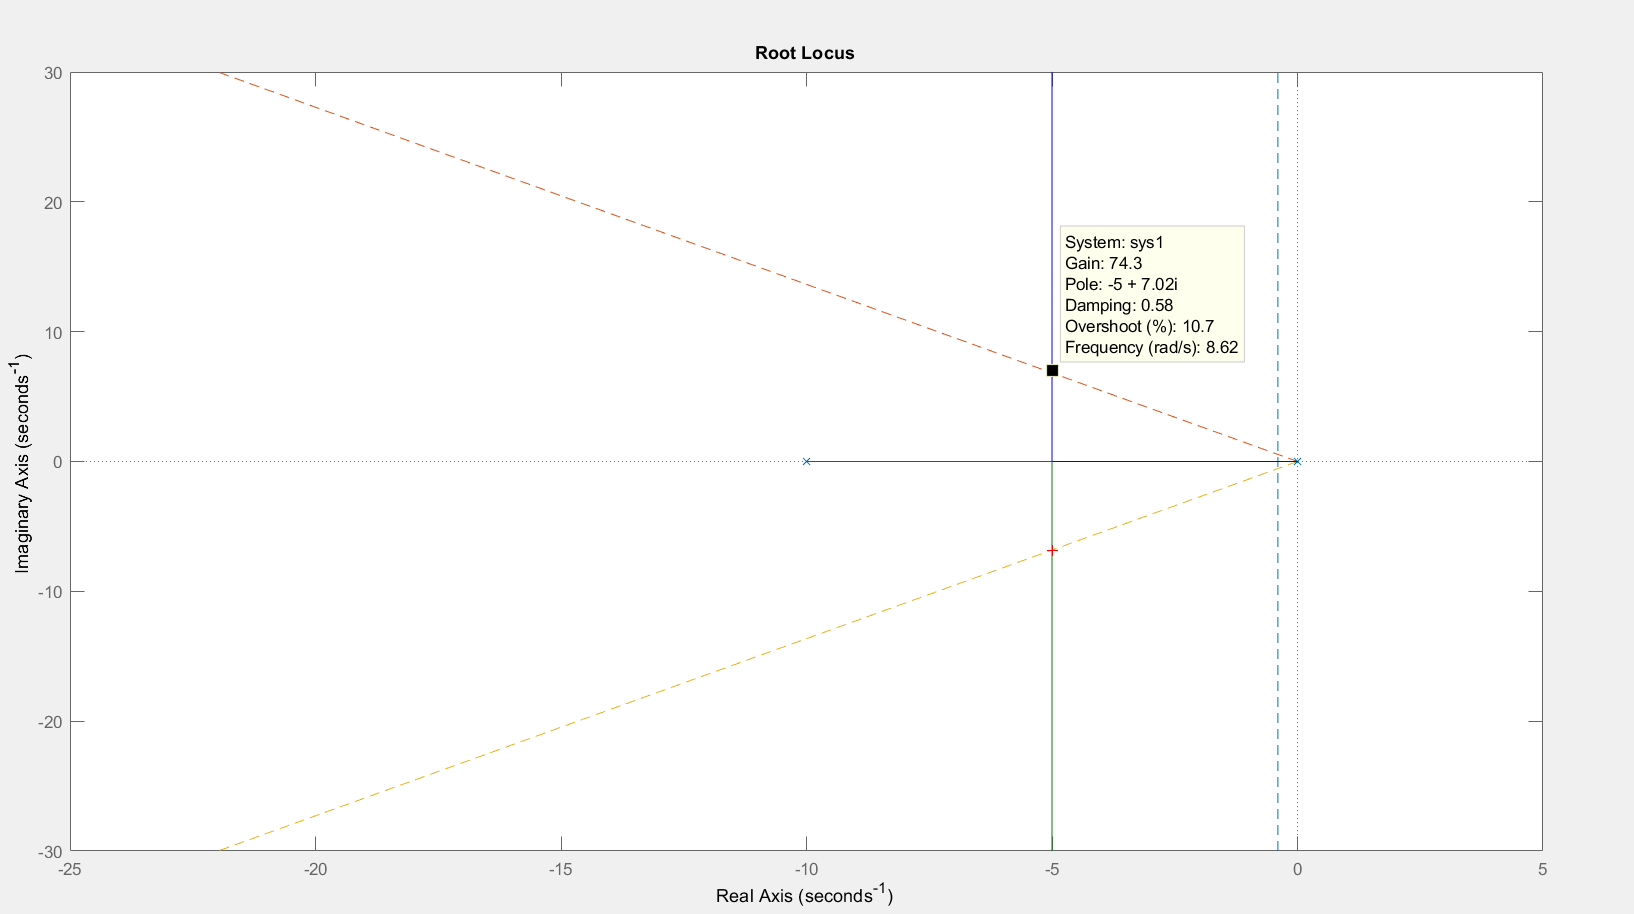 Root Locus
30
20
10
0
-10
-20
-30
Imaginary Axis (seconds-1)
System: sys1
Gain: 74.3
Pole: -5 + 7.02i
Damping: 0.58
Overshoot (%): 10.7
Frequency (rad/s): 8.62
-25 -20 -15 -10 -5 0 5
Real Axis (seconds-1)